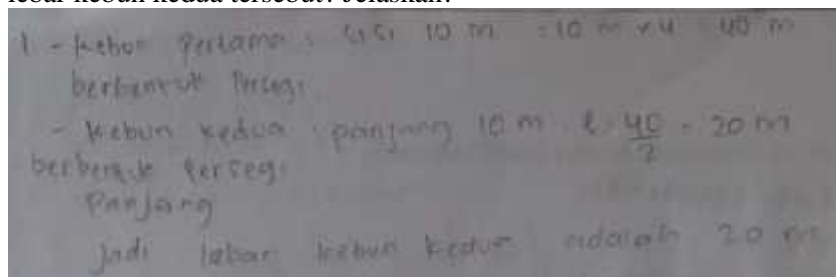 lebar kebun kedua tersebut? Jelaskan!
1 - Kebun Pertama : sisi 10 m = 10 m x 4 = 40 m
berbentuk Persegi
- Kebun kedua : panjang 10 m l = 40/2 = 20 m
berbentuk Persegi
Panjang
Jadi lebar kebun kedua adalah 20 m